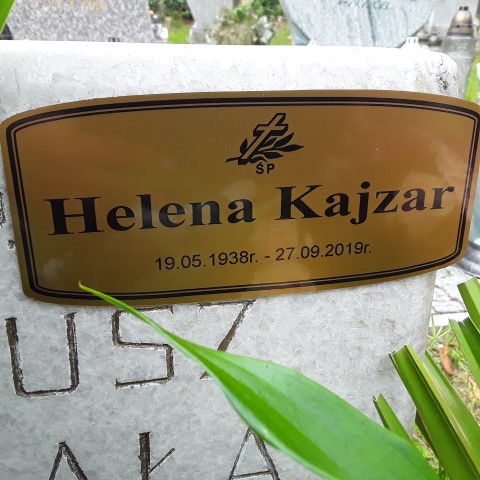 ŚP
Helena Kajzar
19.05.1938r. - 27.09.2019r.
USZ